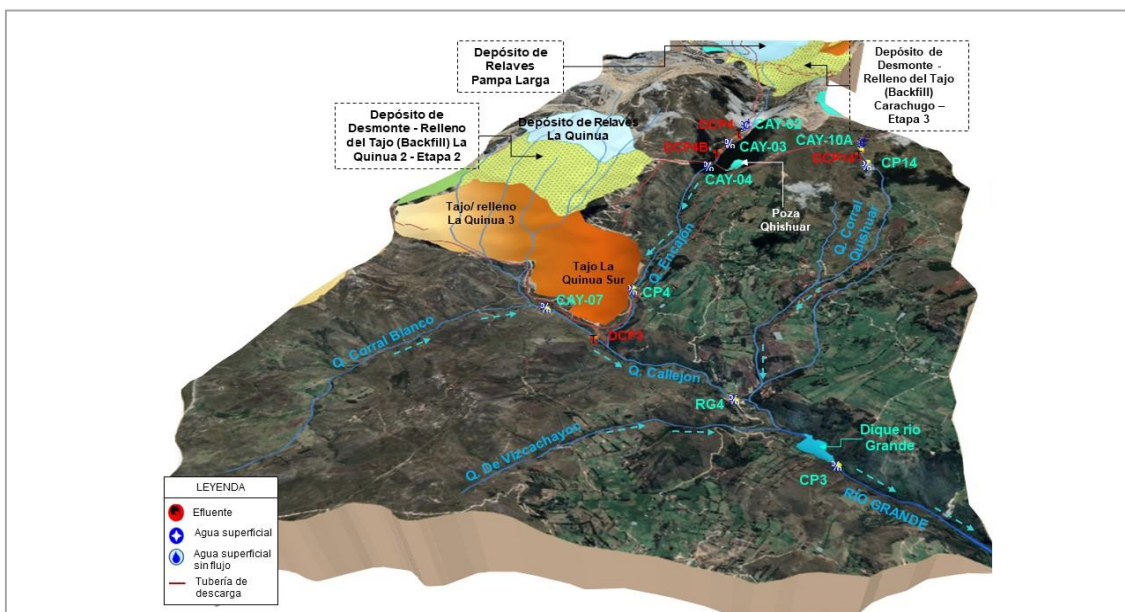 Depósito de
Relaves
Pampa Larga
Depósito de
Desmonte -
Relleno del Tajo
(Backfill)
Carachugo –
Etapa 3
Depósito de
Desmonte - Relleno
del Tajo (Backfill) La
Quinua 2 - Etapa 2
Depósito de Relaves
La Quinua
DCP4
CAY-02
DCP4B
CAY-03
CAY-10A
CAY-04
CP14
Poza
Qhishuar
Tajo/ relleno
La Quinua 3
Tajo La
Quinua Sur
Q. Encajon
Q. Corral
Quishuar
CAY-07
CP4
Q. Corral Blanco
Q. Callejon
RG4
Q. De Vizcachayoc
Dique rio
Grande
CP3
RÍO GRANDE
LEYENDA
Efluente
Agua superficial
Agua superficial
sin flujo
Tubería de
descarga